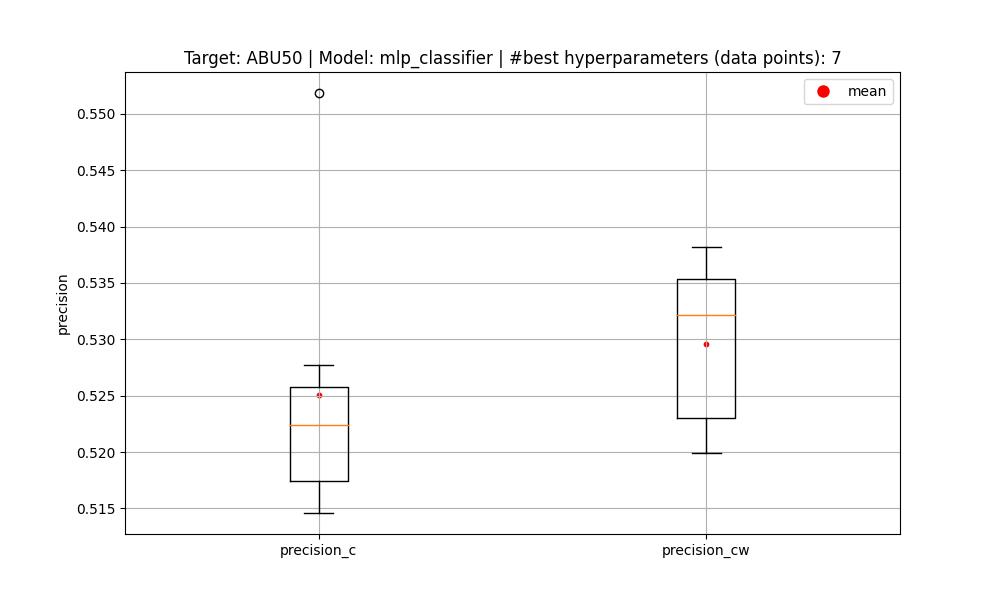 Target: ABU50 | Model: mlp_classifier | #best hyperparameters (data points): 7
mean
0.550
0.545
0.540
0.535
0.530
0.525
0.520
0.515
precision
precision_c
precision_cw